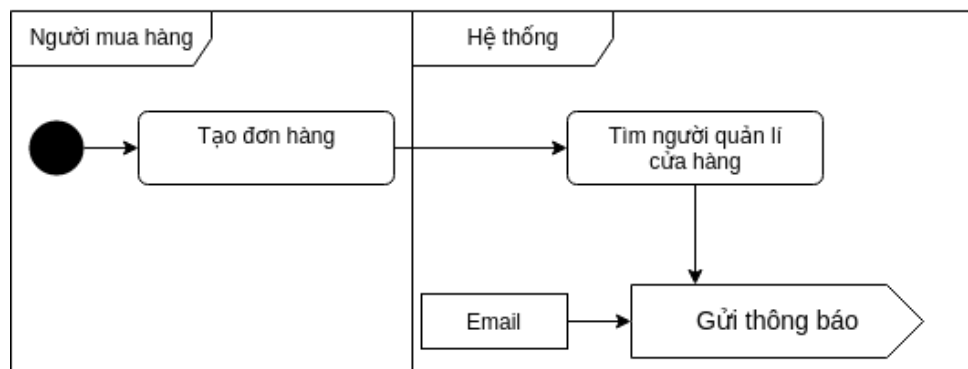 Người mua hàng
Hệ thống
Tạo đơn hàng
Tìm người quản lí
cửa hàng
Email
Gửi thông báo